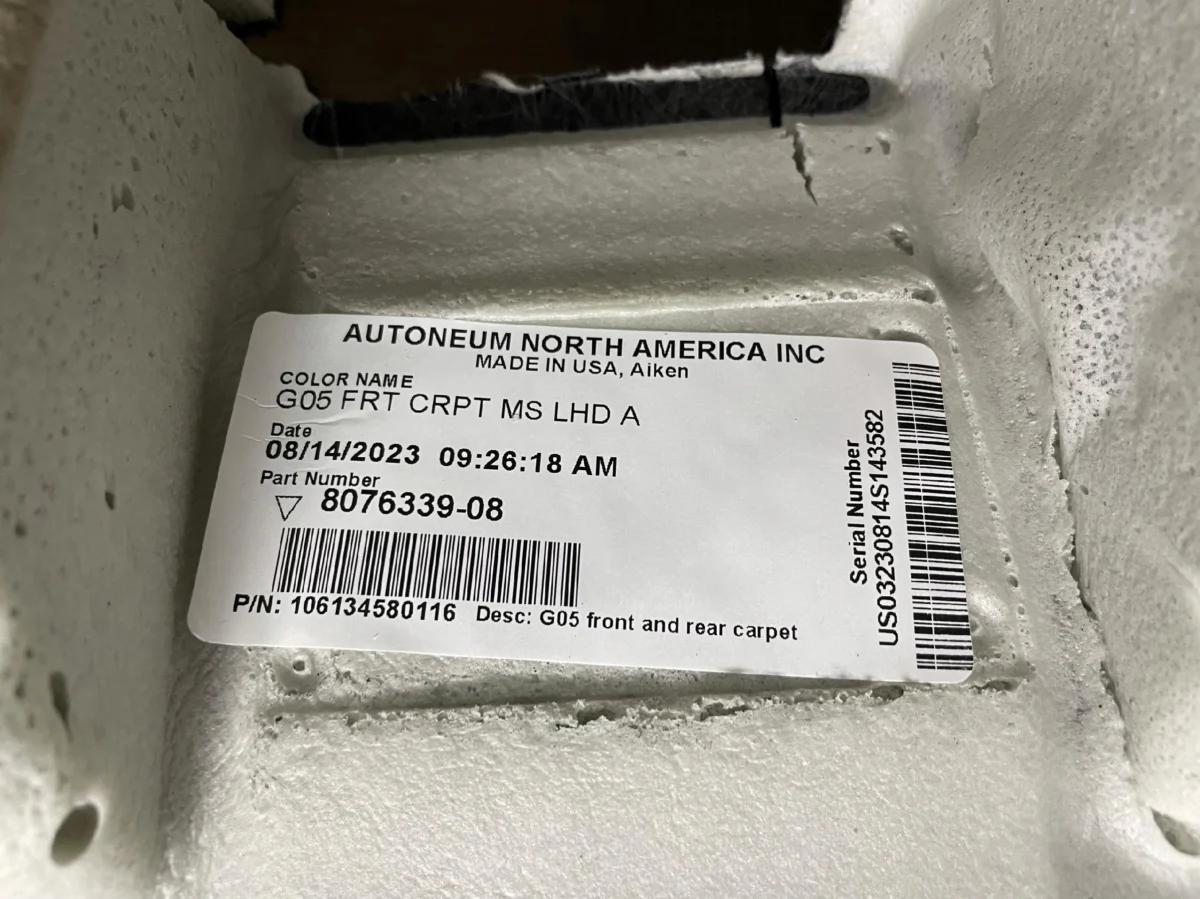 AUTONEUM NORTH AMERICA INC
MADE IN USA, Aiken
COLOR NAME
G05 FRT CRPT MS LHD A
Date
08/14/2023 09:26:18 AM
Part Number
8076339-08
P/N: 106134580116 Desc: G05 front and rear carpet
Serial Number
US03230814S143582